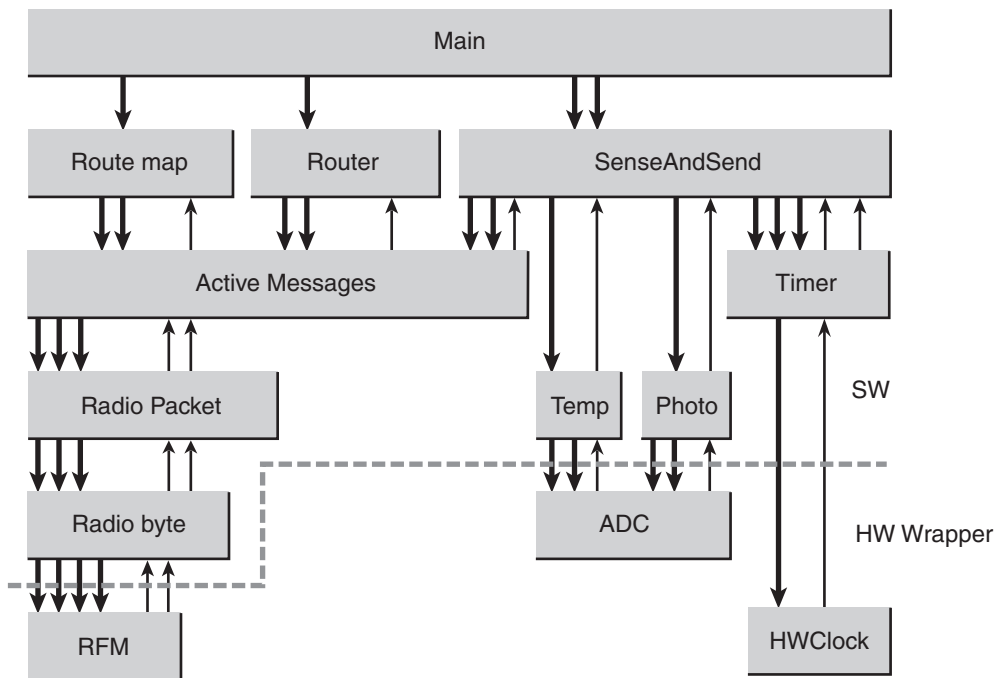 Main
Route map
Router
SenseAndSend
Active Messages
Timer
Radio Packet
Temp
Photo
SW
Radio byte
ADC
HW Wrapper
RFM
HWClock